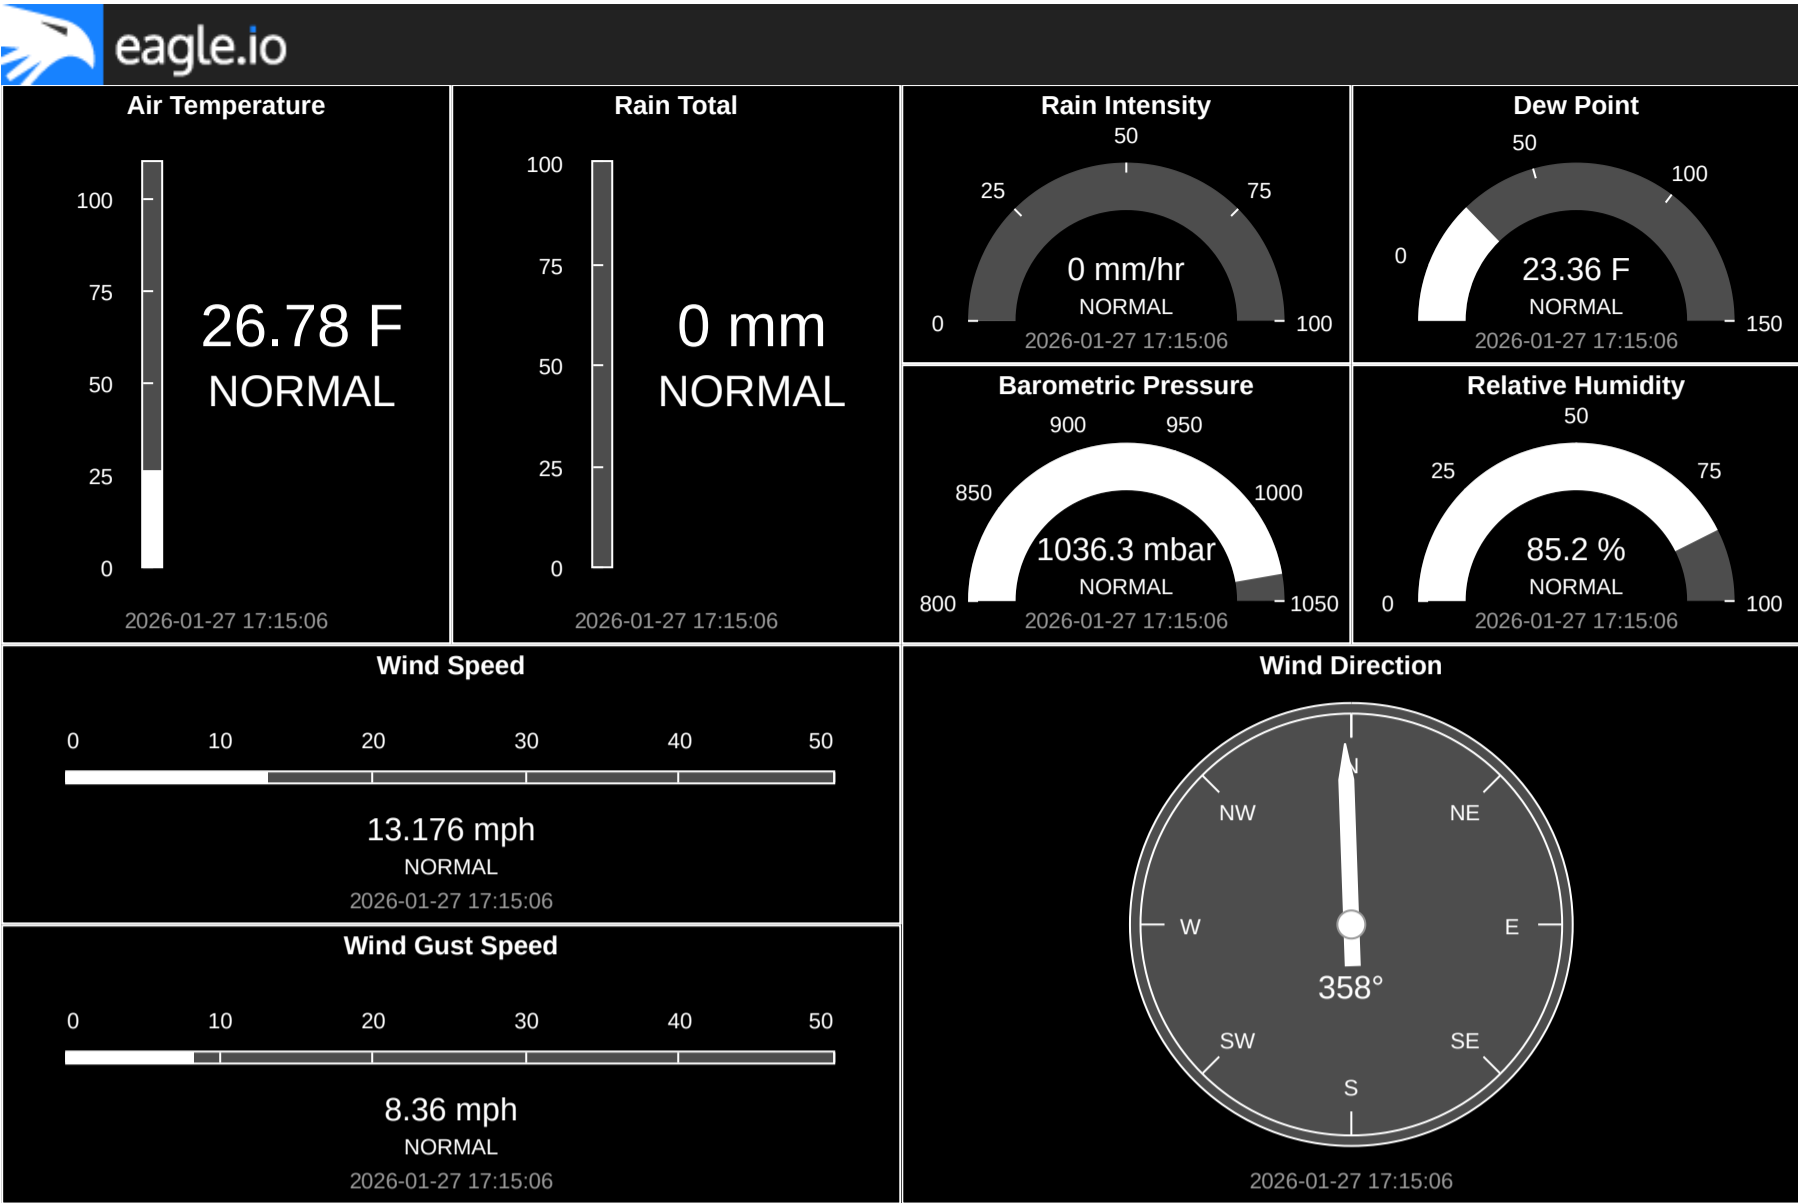 eagle.io
Air Temperature
100
75
50
25
0
26.78 F
NORMAL
2026-01-27 17:15:06
Rain Total
100
75
50
25
0
0 mm
NORMAL
2026-01-27 17:15:06
Rain Intensity
50
25
75
0
100
0 mm/hr
NORMAL
2026-01-27 17:15:06
Dew Point
50
100
0
150
23.36 F
NORMAL
2026-01-27 17:15:06
Barometric Pressure
900
950
850
1000
800
1050
1036.3 mbar
NORMAL
2026-01-27 17:15:06
Relative Humidity
50
25
75
0
100
85.2 %
NORMAL
2026-01-27 17:15:06
Wind Speed
0 10 20 30 40 50
13.176 mph
NORMAL
2026-01-27 17:15:06
Wind Gust Speed
0 10 20 30 40 50
8.36 mph
NORMAL
2026-01-27 17:15:06
Wind Direction
N
NW
NE
W
E
358°
SW
SE
S
2026-01-27 17:15:06